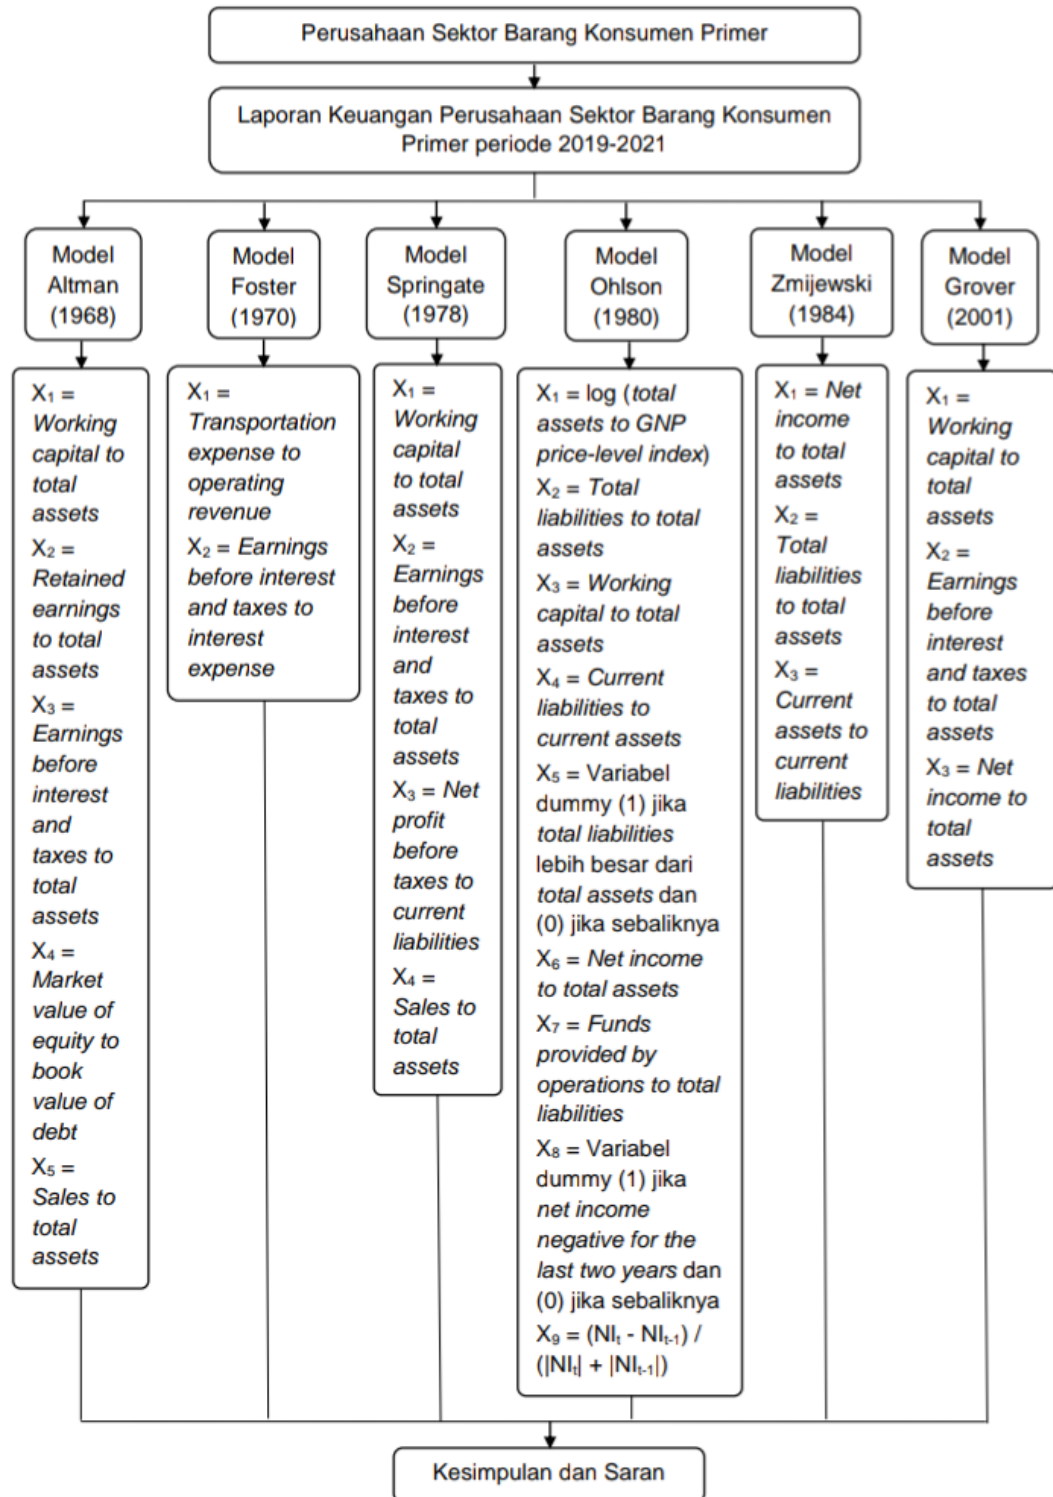 Perusahaan Sektor Barang Konsumen Primer
Laporan Keuangan Perusahaan Sektor Barang Konsumen
Primer periode 2019-2021
Model
Altman
(1968)
Model
Foster
(1970)
Model
Springate
(1978)
Model
Ohlson
(1980)
Model
Zmijewski
(1984)
Model
Grover
(2001)
X₁ =
Working
capital to
total
assets
X₂ =
Retained
earnings
to total
assets
X₃ =
Earnings
before
interest
and
taxes to
total
assets
X₄ =
Market
value of
equity to
book
value of
debt
X₅ =
Sales to
total
assets
X₁ =
Transportation
expense to
operating
revenue
X₂ = Earnings
before interest
and taxes to
interest
expense
X₁ =
Working
capital
to total
assets
X₂ =
Earnings
before
interest
and
taxes to
total
assets
X₃ = Net
profit
before
taxes to
current
liabilities
X₄ =
Sales to
total
assets
X₁ = log (total
assets to GNP
price-level index)
X₂ = Total
liabilities to total
assets
X₃ = Working
capital to total
assets
X₄ = Current
liabilities to
current assets
X₅ = Variabel
dummy (1) jika
total liabilities
lebih besar dari
total assets dan
(0) jika sebaliknya
X₆ = Net income
to total assets
X₇ = Funds
provided by
operations to total
liabilities
X₈ = Variabel
dummy (1) jika
net income
negative for the
last two years dan
(0) jika sebaliknya
X₉ = (NIₜ - NIₜ₋₁) /
(|NIₜ| + |NIₜ₋₁|)
X₁ = Net
income
to total
assets
X₂ =
Total
liabilities
to total
assets
X₃ =
Current
assets to
current
liabilities
X₁ =
Working
capital to
total
assets
X₂ =
Earnings
before
interest
and taxes
to total
assets
X₃ = Net
income to
total
assets
Kesimpulan dan Saran